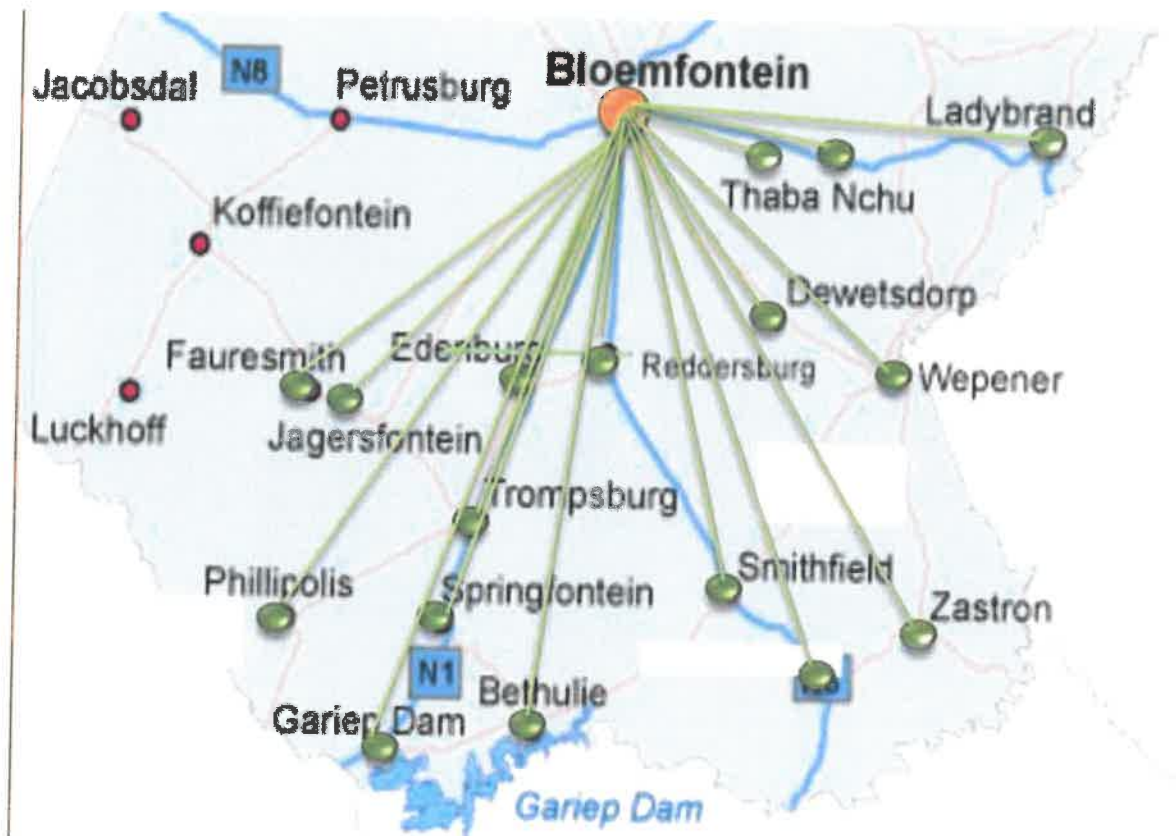 Bloemfontein
N8
Jacobsdal
Petrusburg
Ladybrand
Thaba Nchu
Koffiefontein
Dewetsdorp
Fauresmith
Edenburg
Reddersburg
Wepener
Luckhoff
Jagersfontein
Trompsburg
Phillipolis
Springfontein
Smithfield
Zastron
N1
Bethulie
Gariep Dam
Gariep Dam